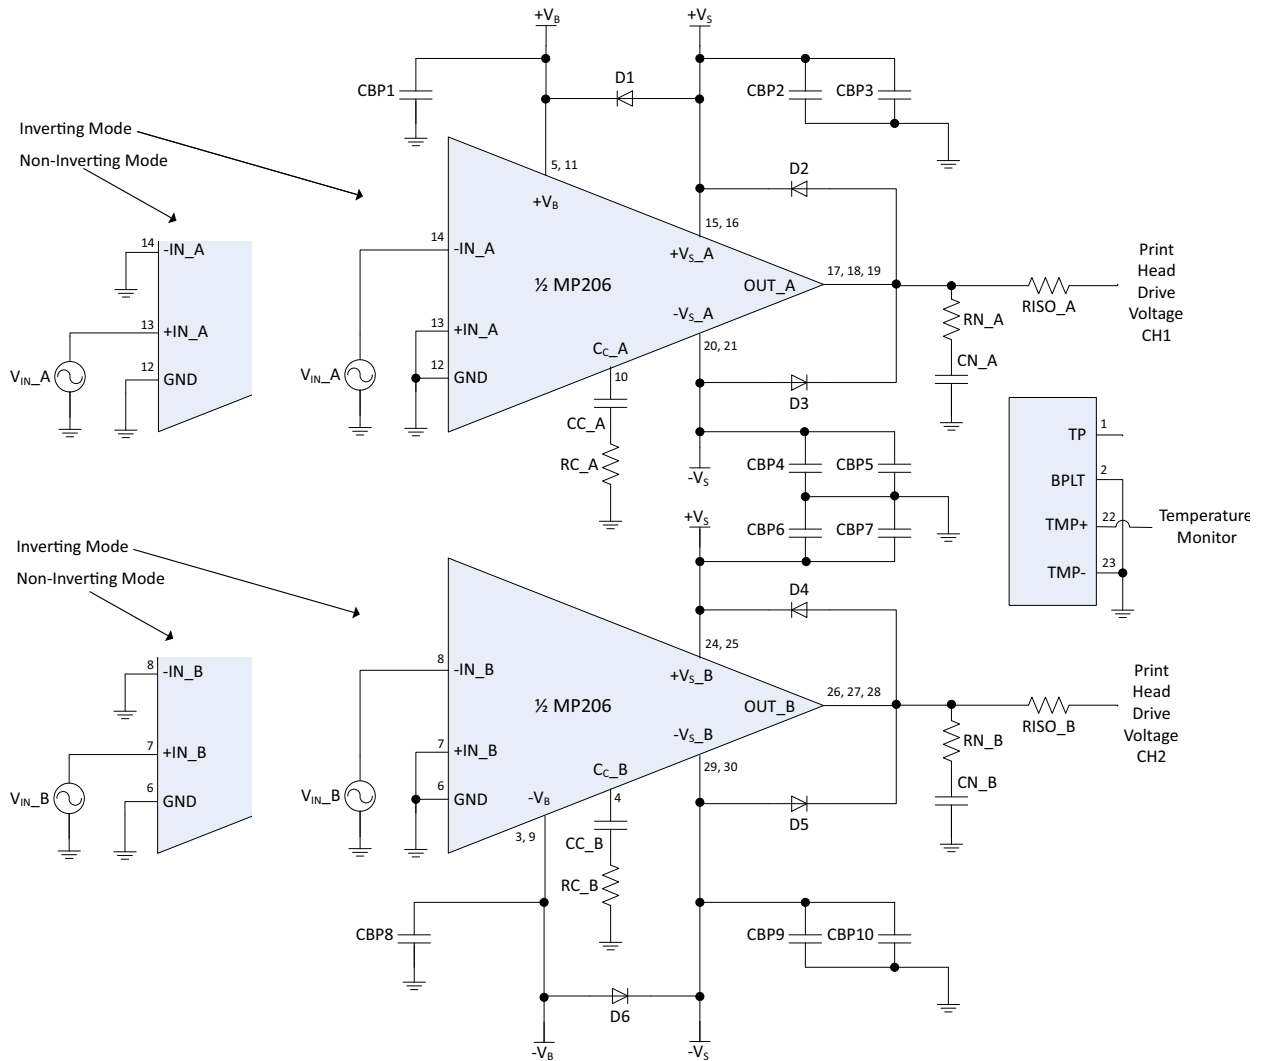 +VB
+VS
D1
CBP1
CBP2
CBP3
Inverting Mode
Non-Inverting Mode
5, 11
D2
+VB
15, 16
14
-IN_A
14
-IN_A
+VS_A
½ MP206
OUT_A
17, 18, 19
Print
Head
Drive
Voltage
CH1
RISO_A
-VS_A
RN_A
13
+IN_A
13
+IN_A
20, 21
CC_A
12
GND
VIN_A
VIN_A
12
GND
10
CN_A
D3
CC_A
RC_A
CBP4
CBP5
-VS
TP
1
BPLT
2
TMP+
22
Temperature
Monitor
TMP-
23
+VS
CBP6
CBP7
Inverting Mode
Non-Inverting Mode
D4
24, 25
8
-IN_B
8
-IN_B
+VS_B
½ MP206
OUT_B
26, 27, 28
Print
Head
Drive
Voltage
CH2
RISO_B
-VS_B
RN_B
7
+IN_B
7
+IN_B
29, 30
CC_B
6
GND
VIN_B
VIN_B
6
GND
-VB
4
CN_B
D5
3, 9
CC_B
RC_B
CBP8
CBP9
CBP10
D6
-VB
-VS